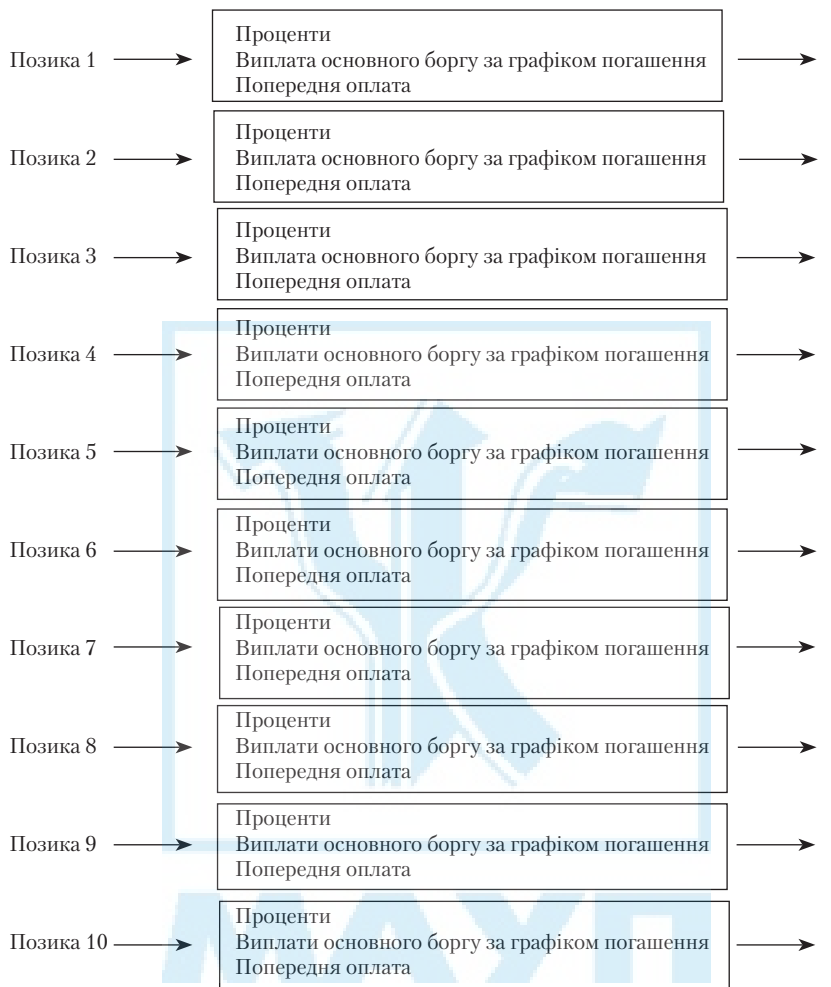 Проценти
Позика 1 Виплата основного боргу за графіком погашення
Попередня оплата
Проценти
Позика 2 Виплата основного боргу за графіком погашення
Попередня оплата
Проценти
Позика 3 Виплата основного боргу за графіком погашення
Попередня оплата
Проценти
Позика 4 Виплати основного боргу за графіком погашення
Попередня оплата
Проценти
Позика 5 Виплати основного боргу за графіком погашення
Попередня оплата
Проценти
Позика 6 Виплати основного боргу за графіком погашення
Попередня оплата
Проценти
Позика 7 Виплати основного боргу за графіком погашення
Попередня оплата
Проценти
Позика 8 Виплати основного боргу за графіком погашення
Попередня оплата
Проценти
Позика 9 Виплати основного боргу за графіком погашення
Попередня оплата
Проценти
Позика 10 Виплати основного боргу за графіком погашення
Попередня оплата
МАУП